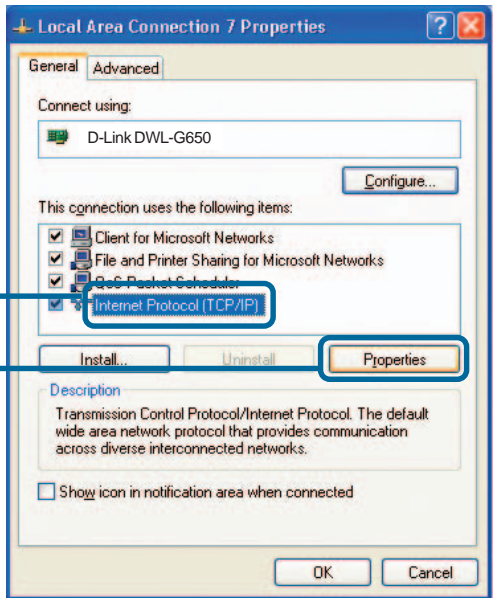 Local Area Connection 7 Properties
General
Advanced
Connect using:
D-Link DWL-G650
Configure...
This connection uses the following items:
Client for Microsoft Networks
File and Printer Sharing for Microsoft Networks
QoS Packet Scheduler
Internet Protocol (TCP/IP)
Install...
Uninstall
Properties
Description
Transmission Control Protocol/Internet Protocol. The default
wide area network protocol that provides communication
across diverse interconnected networks.
Show icon in notification area when connected
OK
Cancel